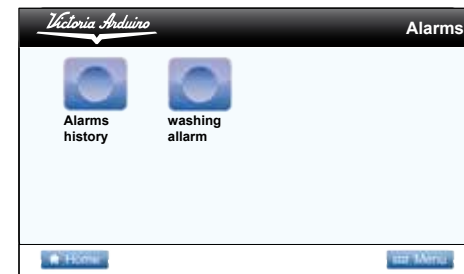 Victoria Arduino
Alarms
Alarms
history
washing
allarm
Home
Menu